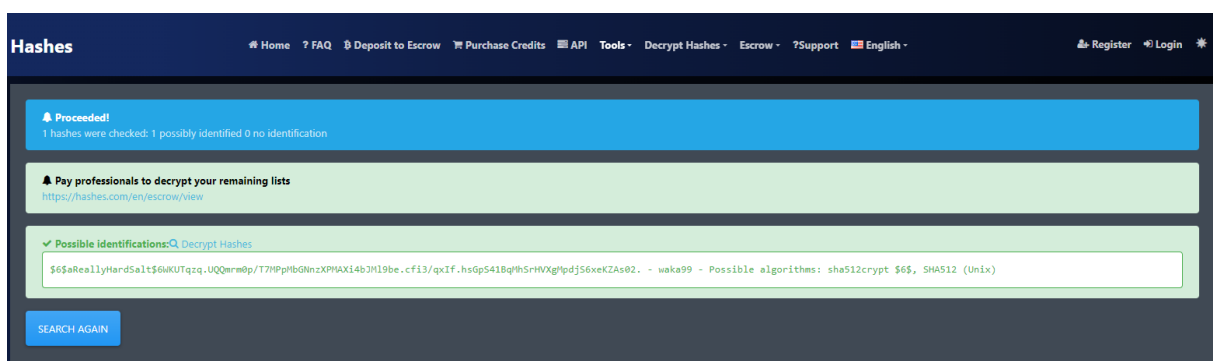 Hashes
Home ? FAQ Deposit to Escrow Purchase Credits API Tools Decrypt Hashes Escrow ?Support English Register Login
Proceeded!
1 hashes were checked: 1 possibly identified 0 no identification
Pay professionals to decrypt your remaining lists
https://hashes.com/en/escrow/view
Possible identifications: Decrypt Hashes
$6$aReallyHardSalt$6WKUTqzq.UQQmrm0p/T7MPpMbGNnzXPMAXi4bJMl9be.cfi3/qxIf.hsGpS41BqMhSrHVXgMpdjS6xeKZAs02. - waka99 - Possible algorithms: sha512crypt $6$, SHA512 (Unix)
SEARCH AGAIN